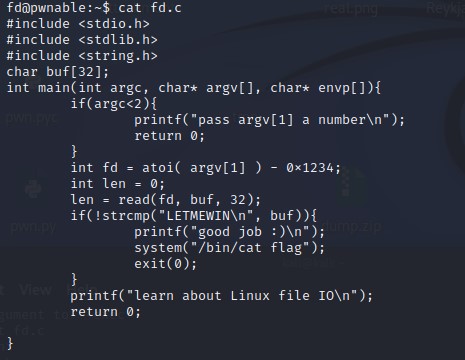 fd@pwnable:~$ cat fd.c
#include <stdio.h>
#include <stdlib.h>
#include <string.h>
char buf[32];
int main(int argc, char* argv[], char* envp[]){
        if(argc<2){
                printf("pass argv[1] a number\n");
                return 0;
        }
        int fd = atoi( argv[1] ) - 0x1234;
        int len = 0;
        len = read(fd, buf, 32);
        if(!strcmp("LETMEWIN\n", buf)){
                printf("good job :)\n");
                system("/bin/cat flag");
                exit(0);
        }
        printf("learn about Linux file IO\n");
        return 0;

}